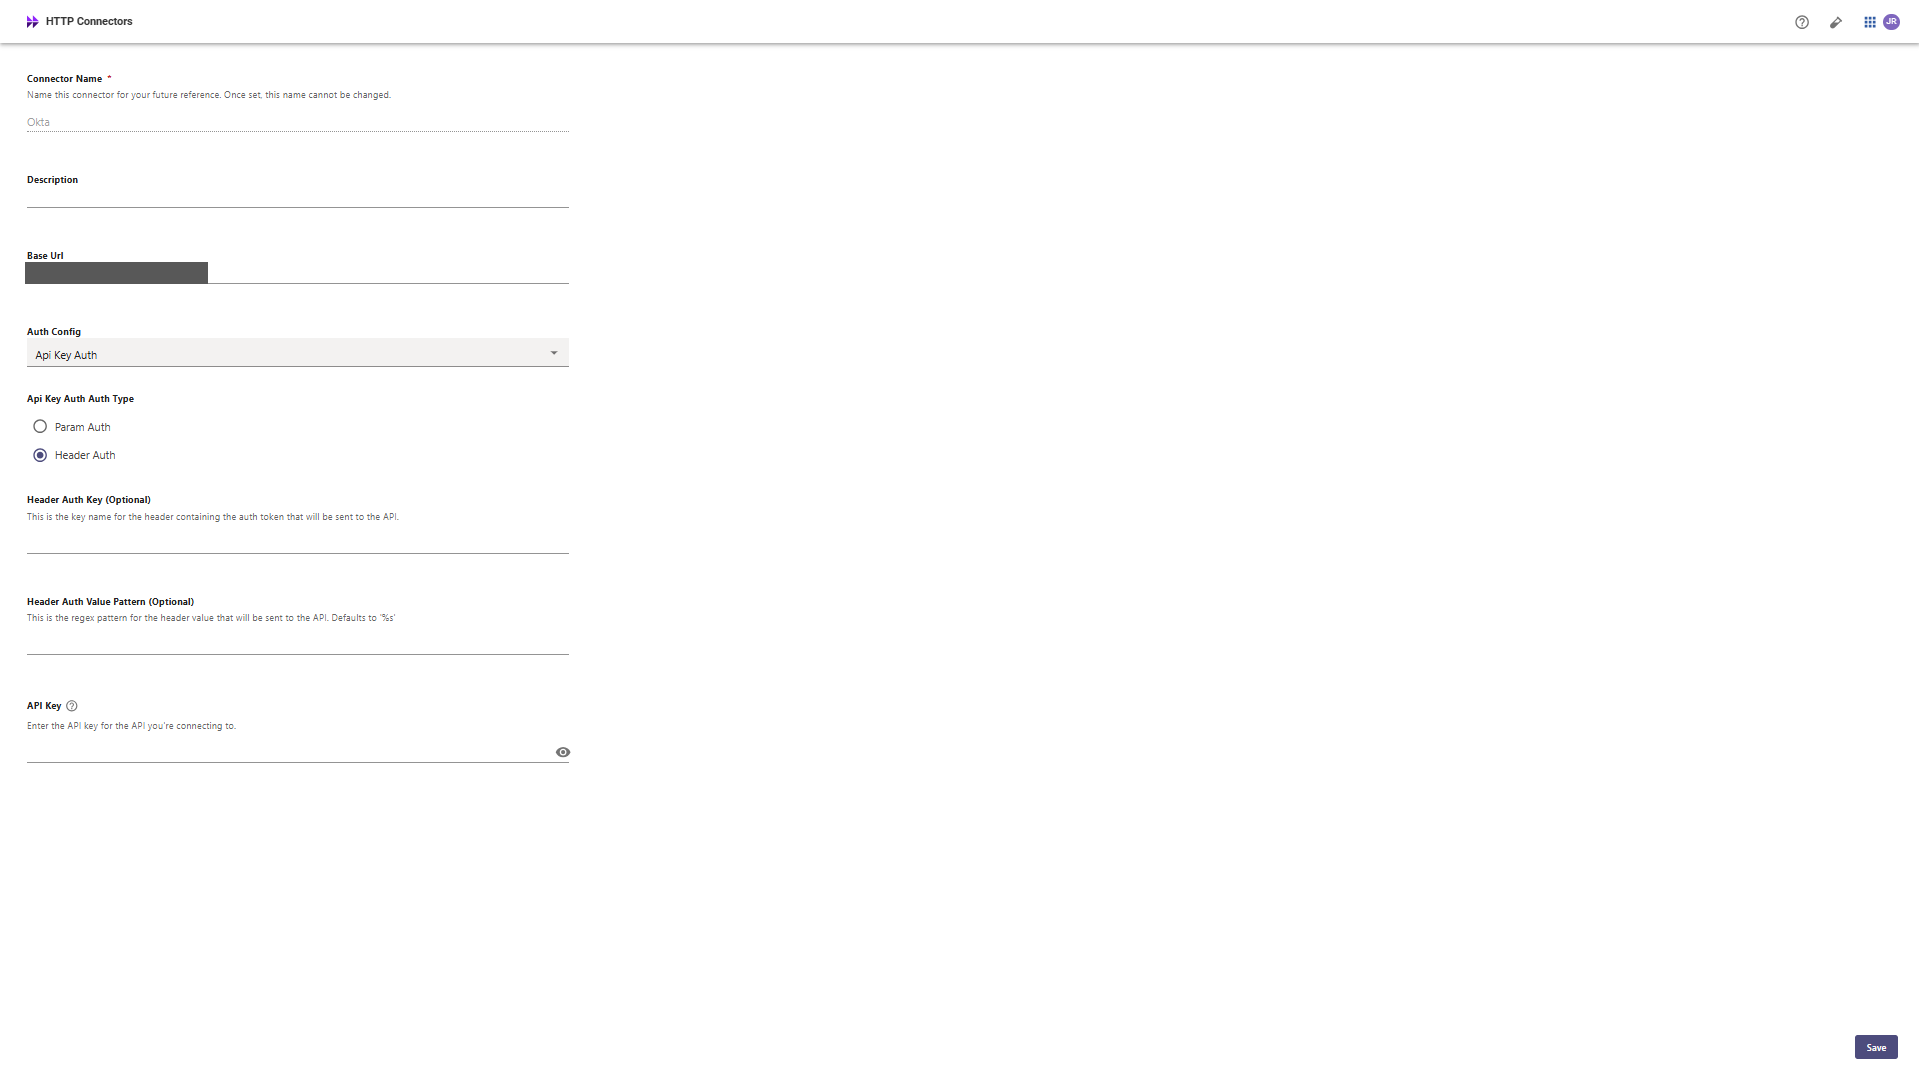 HTTP Connectors
JR
Connector Name *
Name this connector for your future reference. Once set, this name cannot be changed.
Okta
Description
Base Url
Auth Config
Api Key Auth
Api Key Auth Auth Type
Param Auth
Header Auth
Header Auth Key (Optional)
This is the key name for the header containing the auth token that will be sent to the API.
Header Auth Value Pattern (Optional)
This is the regex pattern for the header value that will be sent to the API. Defaults to '%s'
API Key
Enter the API key for the API you're connecting to.
Save